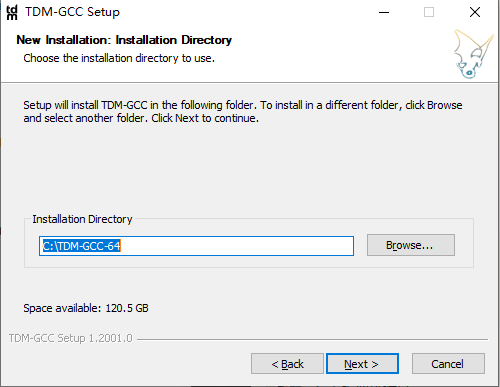 TDM-GCC Setup
New Installation: Installation Directory
Choose the installation directory to use.
Setup will install TDM-GCC in the following folder. To install in a different folder, click Browse
and select another folder. Click Next to continue.
Installation Directory
C:\TDM-GCC-64
Browse...
Space available: 120.5 GB
TDM-GCC Setup 1.2001.0
< Back
Next >
Cancel